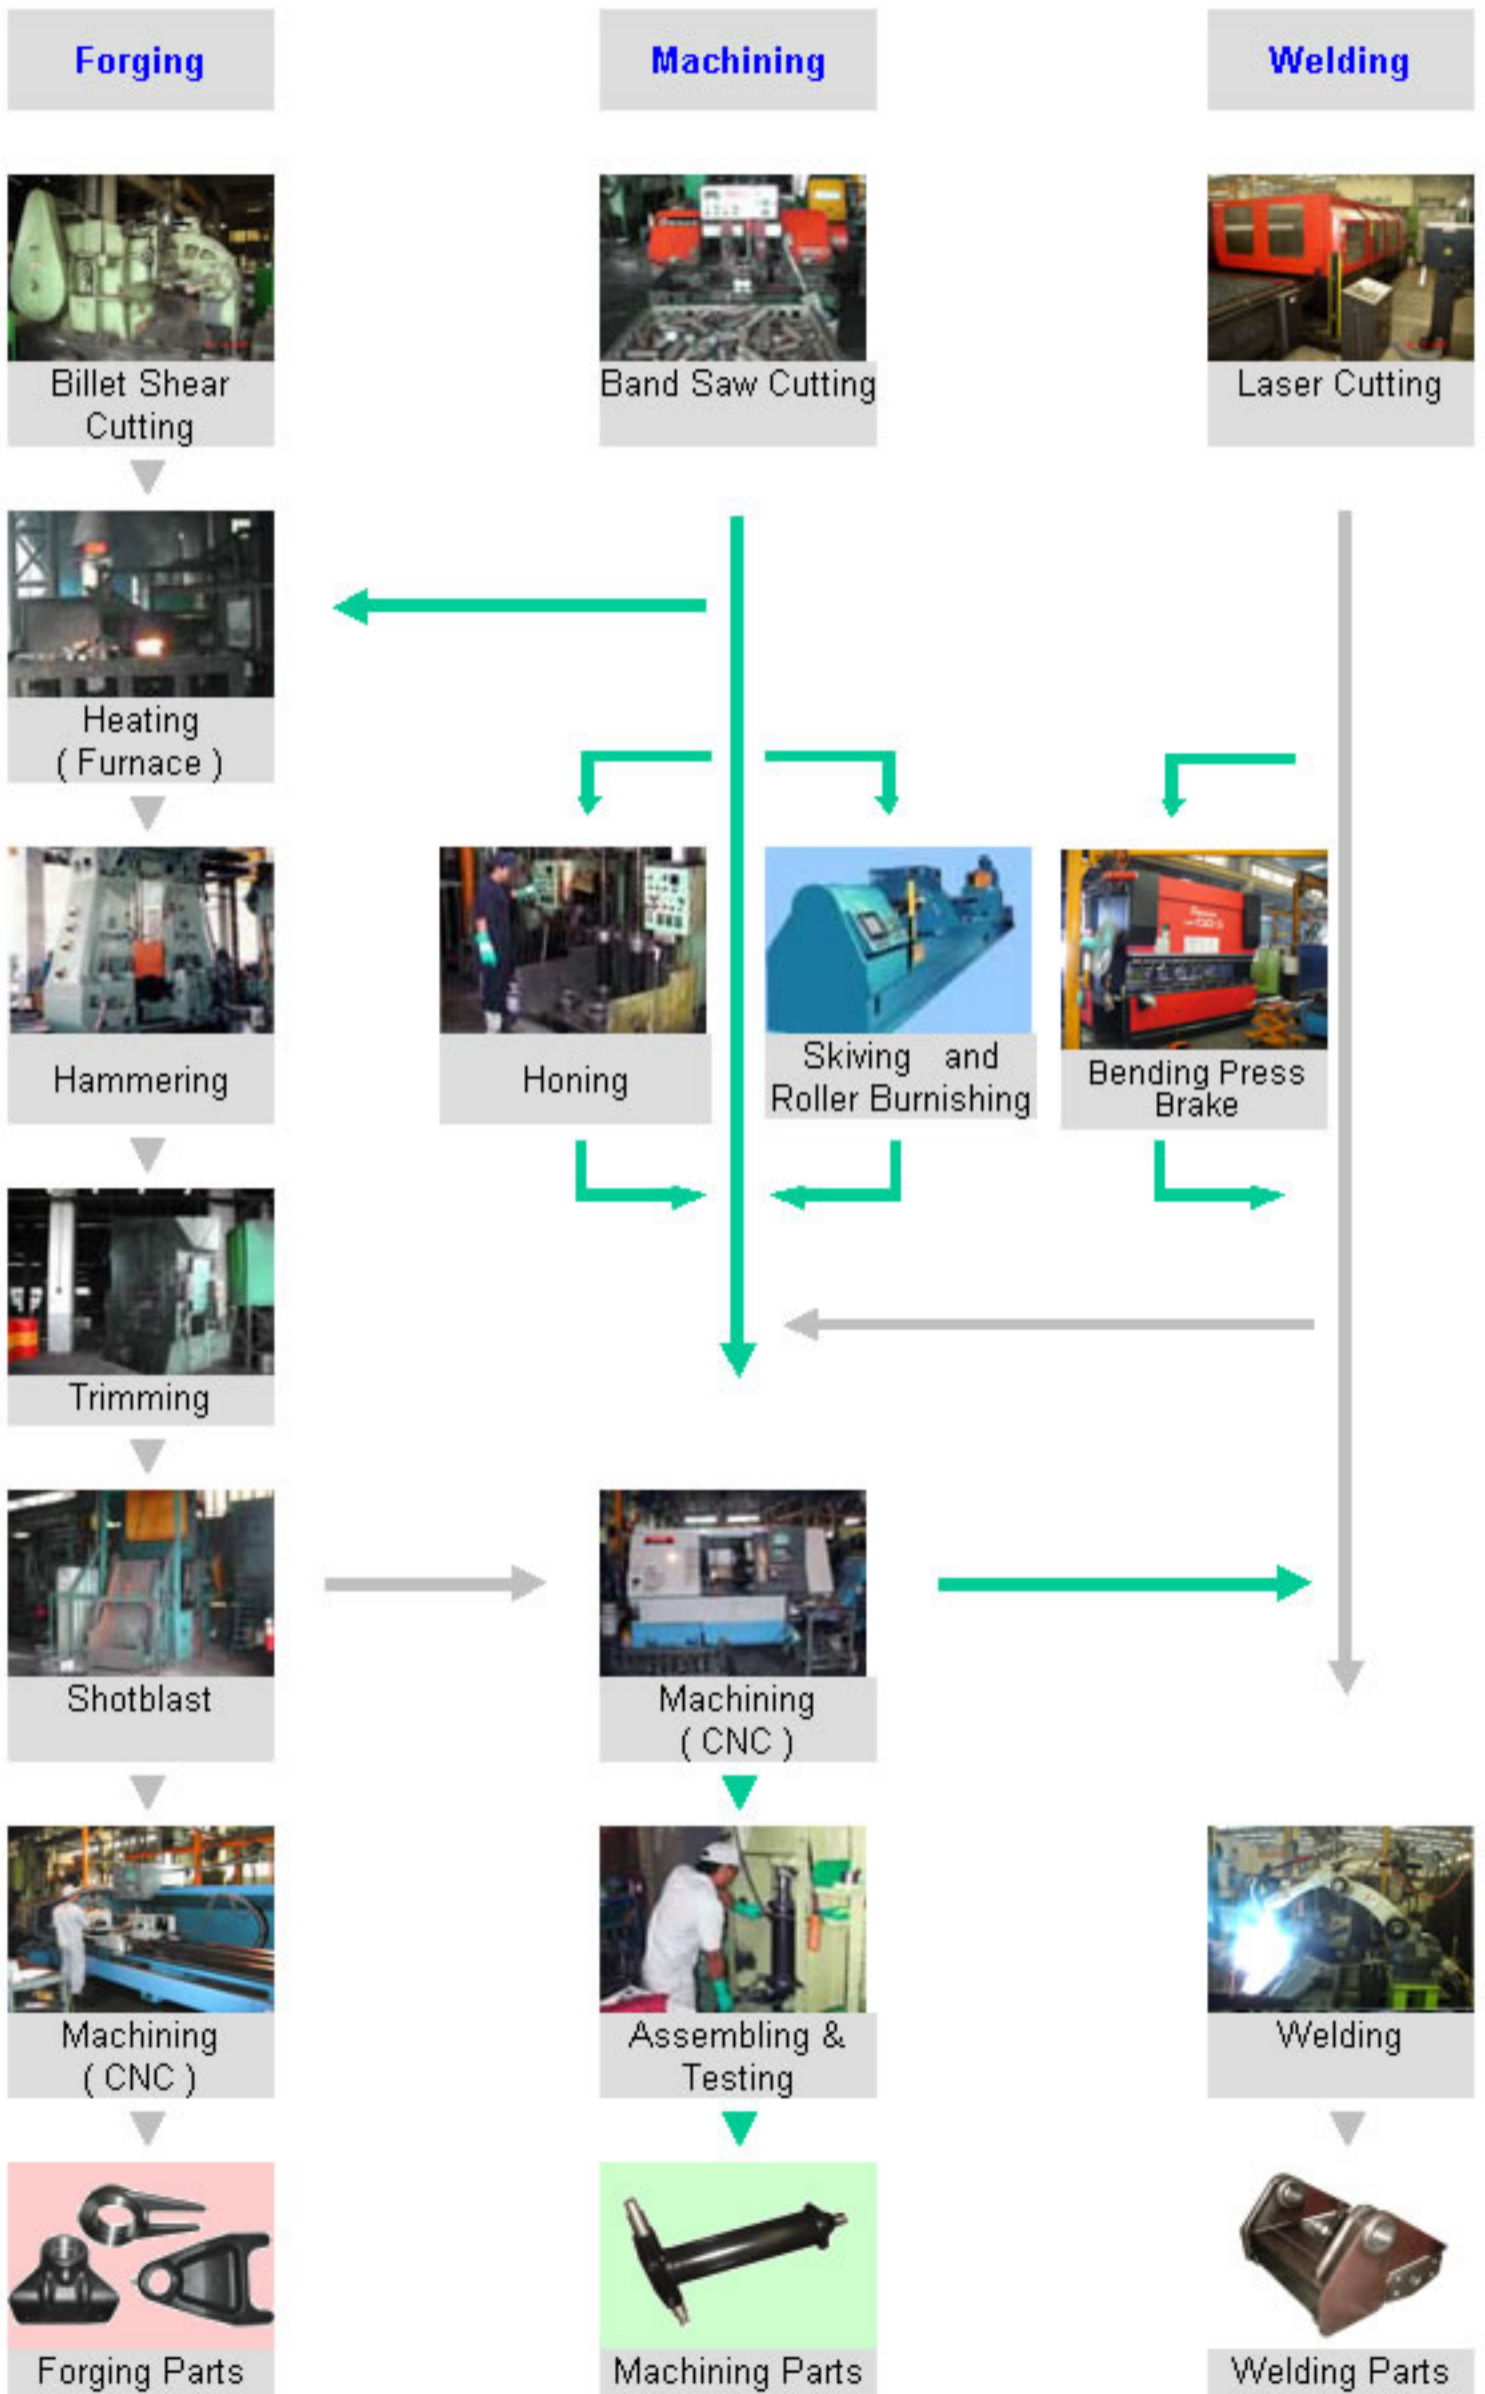 Forging
Machining
Welding
Billet Shear
Cutting
Band Saw Cutting
Laser Cutting
Heating
( Furnace )
Hammering
Honing
Skiving and
Roller Burnishing
Bending Press
Brake
Trimming
Shotblast
Machining
( CNC )
Machining
( CNC )
Assembling &
Testing
Welding
Forging Parts
Machining Parts
Welding Parts